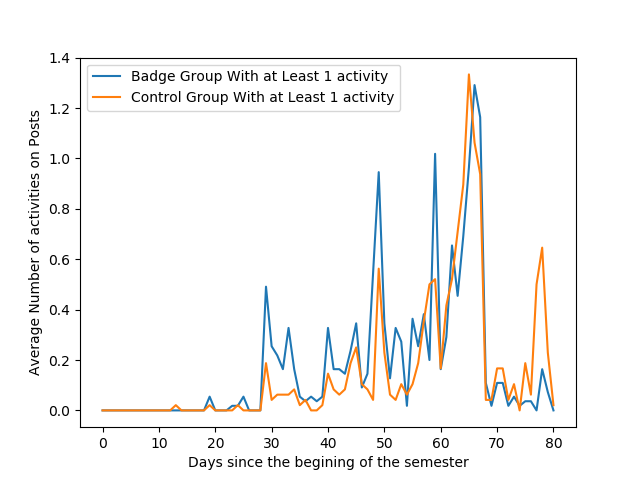 Badge Group With at Least 1 activity
Control Group With at Least 1 activity
Average Number of activities on Posts
1.4
1.2
1.0
0.8
0.6
0.4
0.2
0.0
0 10 20 30 40 50 60 70 80
Days since the begining of the semester